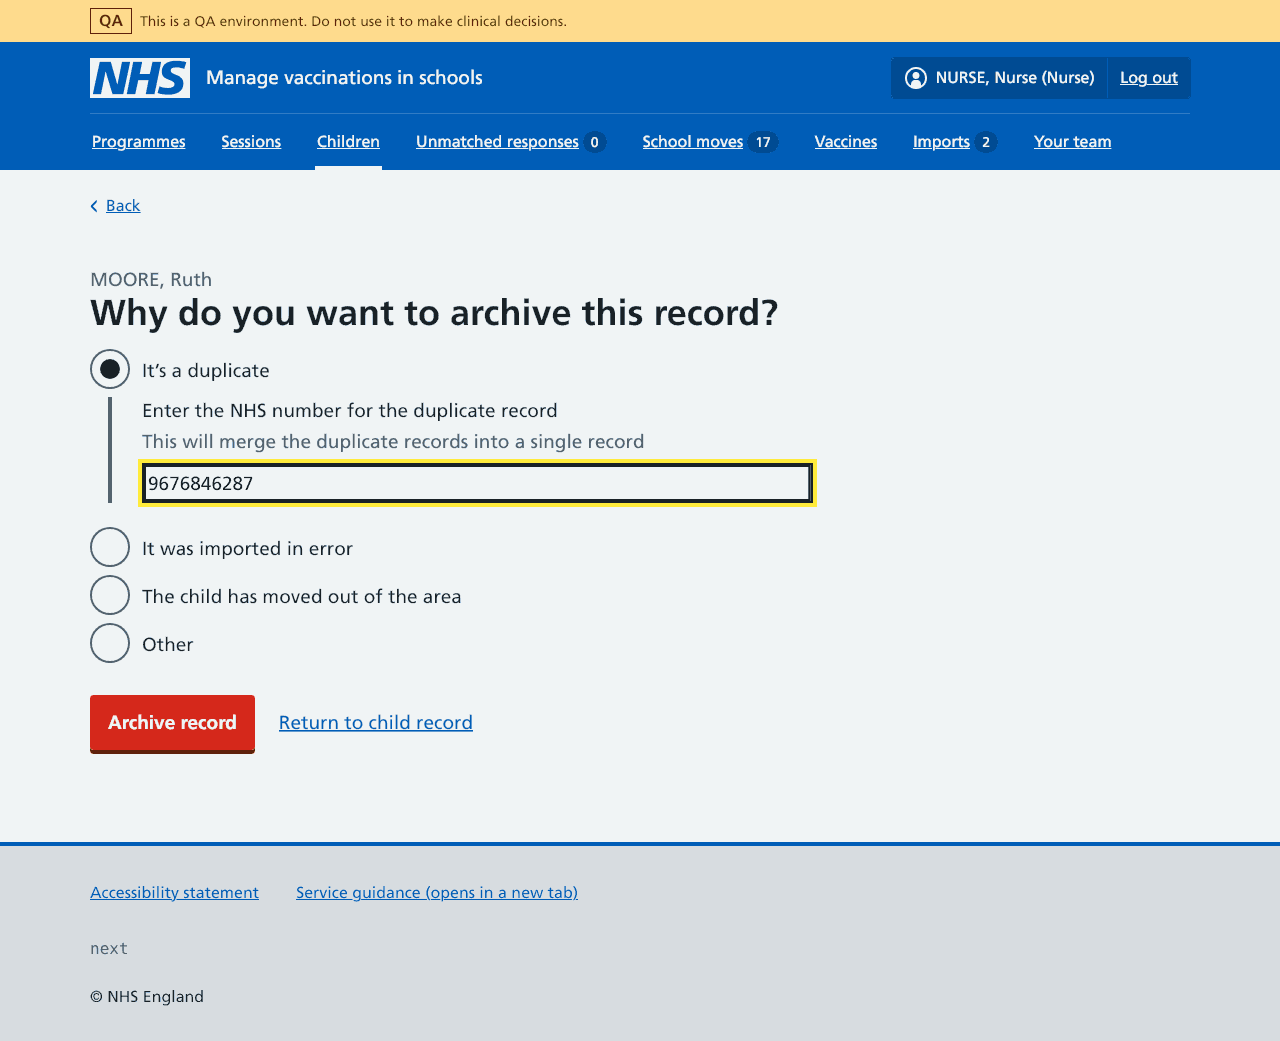 QA This is a QA environment. Do not use it to make clinical decisions.
NHS Manage vaccinations in schools NURSE, Nurse (Nurse) Log out
Programmes Sessions Children Unmatched responses 0 School moves 17 Vaccines Imports 2 Your team
Back
MOORE, Ruth
Why do you want to archive this record?
It’s a duplicate
Enter the NHS number for the duplicate record
This will merge the duplicate records into a single record
9676846287
It was imported in error
The child has moved out of the area
Other
Archive record Return to child record
Accessibility statement Service guidance (opens in a new tab)
next
© NHS England